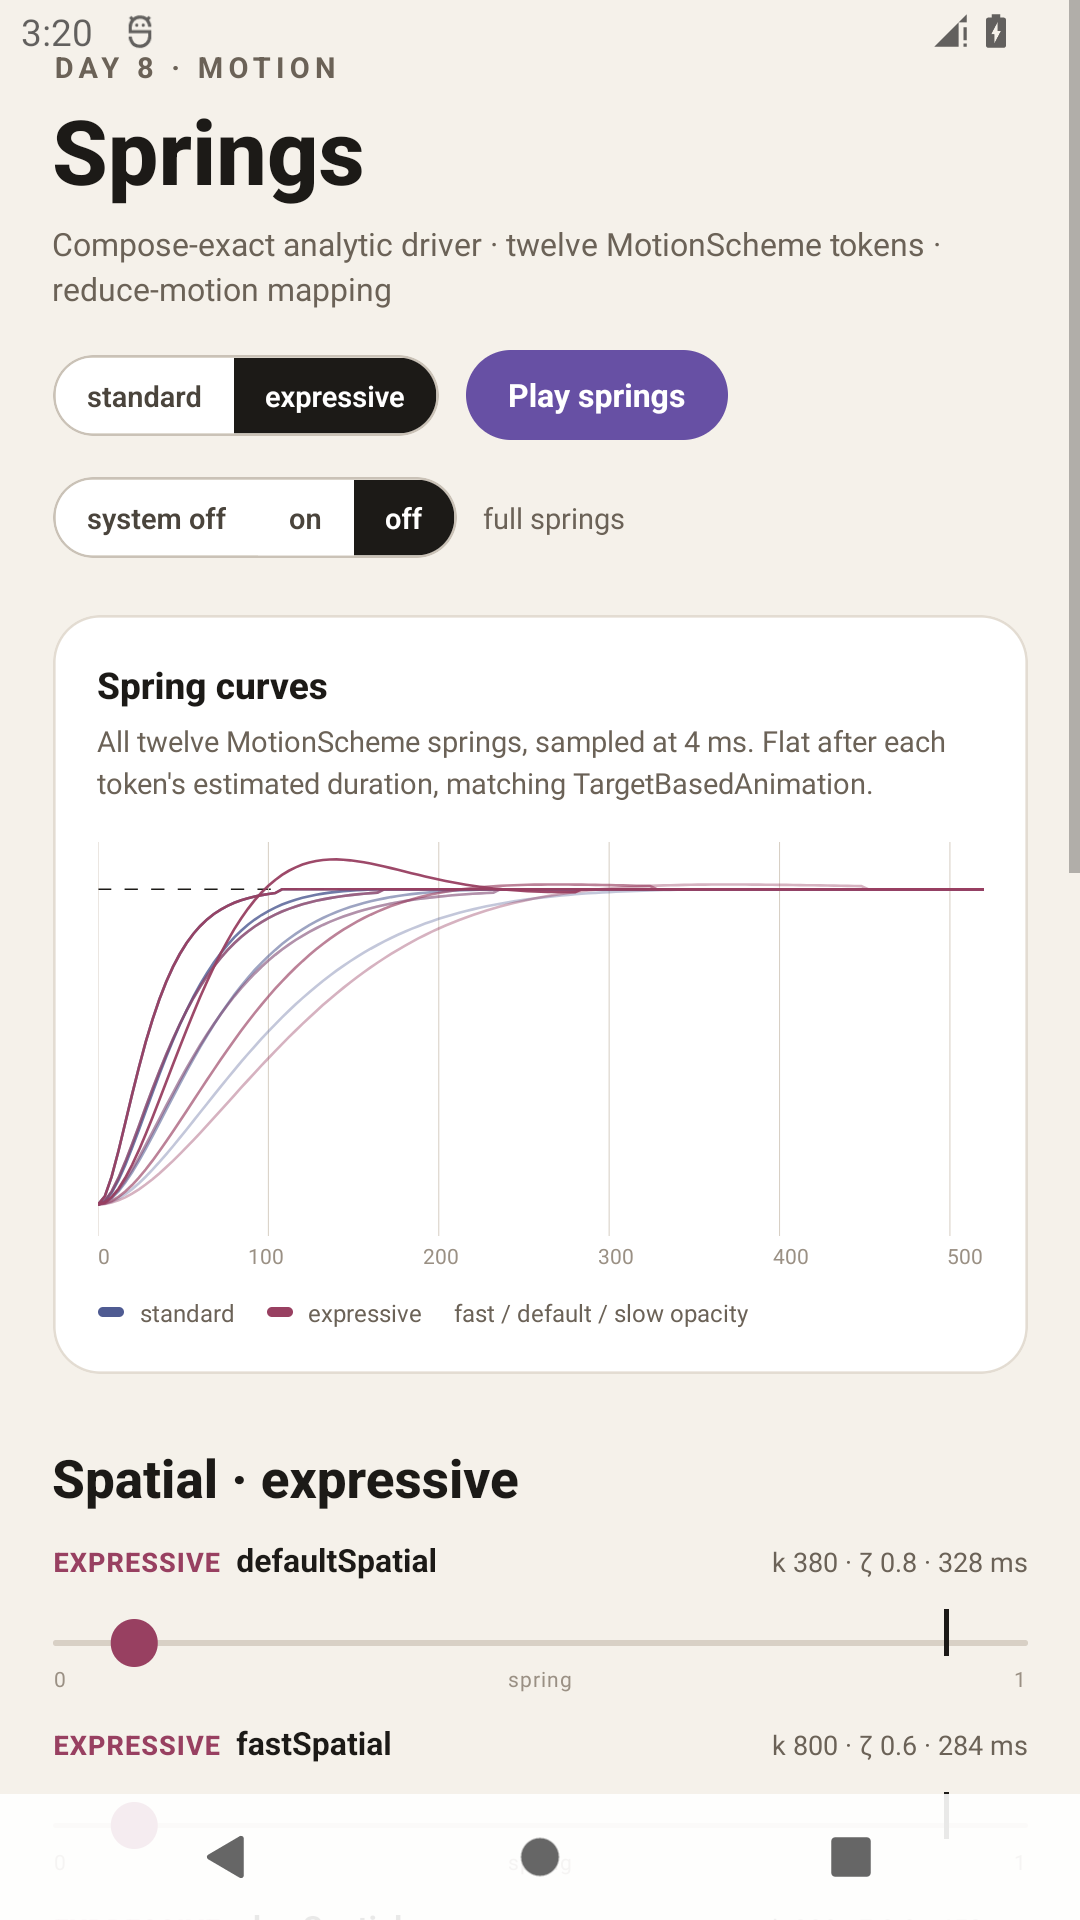 3:20
DAY 8 · MOTION
Springs
Compose-exact analytic driver · twelve MotionScheme tokens ·
reduce-motion mapping
standard expressive Play springs
system off on off full springs
Spring curves
All twelve MotionScheme springs, sampled at 4 ms. Flat after each
token's estimated duration, matching TargetBasedAnimation.
0 100 200 300 400 500
standard expressive fast / default / slow opacity
Spatial · expressive
EXPRESSIVE defaultSpatial k 380 · ζ 0.8 · 328 ms
0 spring 1
EXPRESSIVE fastSpatial k 800 · ζ 0.6 · 284 ms
0 spring 1